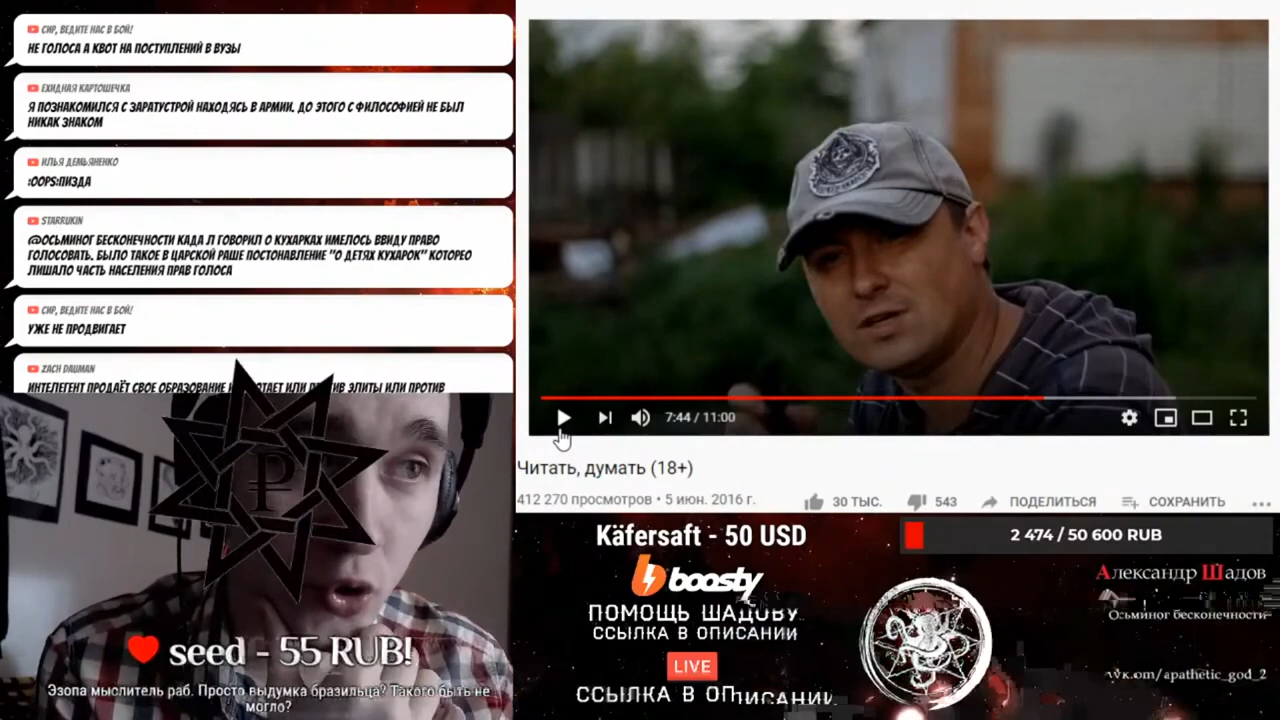 СИР, ВЕДИТЕ НАС В БОЙ!
НЕ ГОЛОСА А КВОТ НА ПОСТУПЛЕНИЙ В ВУЗЫ
ЕХИДНАЯ КАРТОШЕЧКА
Я ПОЗНАКОМИЛСЯ С ЗАРАТУСТРОЙ НАХОДЯСЬ В АРМИИ. ДО ЭТОГО С ФИЛОСОФИЕЙ НЕ БЫЛ
НИКАК ЗНАКОМ
ИЛЬЯ ДЕМЬЯНЕНКО
:OOPS:ПИЗДА
STARRUKIN
@ОСЬМИНОГ БЕСКОНЕЧНОСТИ КАДА Л ГОВОРИЛ О КУХАРКАХ ИМЕЛОСЬ ВВИДУ ПРАВО
ГОЛОСОВАТЬ. БЫЛО ТАКОЕ В ЦАРСКОЙ РАШЕ ПОСТОНАВЛЕНИЕ "О ДЕТЯХ КУХАРОК" КОТОРЕО
ЛИШАЛО ЧАСТЬ НАСЕЛЕНИЯ ПРАВ ГОЛОСА
СИР, ВЕДИТЕ НАС В БОЙ!
УЖЕ НЕ ПРОДВИГАЕТ
ZACH DAUMAN
ИНТЕЛЕГЕНТ ПРОДАЁТ СВОЕ ОБРАЗОВАНИЕ ИЛИ ПРОТИВ ЭЛИТЫ ИЛИ ПРОТИВ
seed - 55 RUB!
Эзопа мыслитель раб. Просто выдумка бразильца? Такого быть не
могло?
7:44 / 11:00
Читать, думать (18+)
412 270 просмотров • 5 июн. 2016 г.
30 ТЫС.
543
ПОДЕЛИТЬСЯ
СОХРАНИТЬ
Käfersaft - 50 USD
2 474 / 50 600 RUB
boosty
ПОМОЩЬ ШАДОВУ
ССЫЛКА В ОПИСАНИИ
LIVE
ССЫЛКА В ОПИСАНИИ
Александр Шадов
Осьминог бесконечности
vk.com/apathetic_god_2